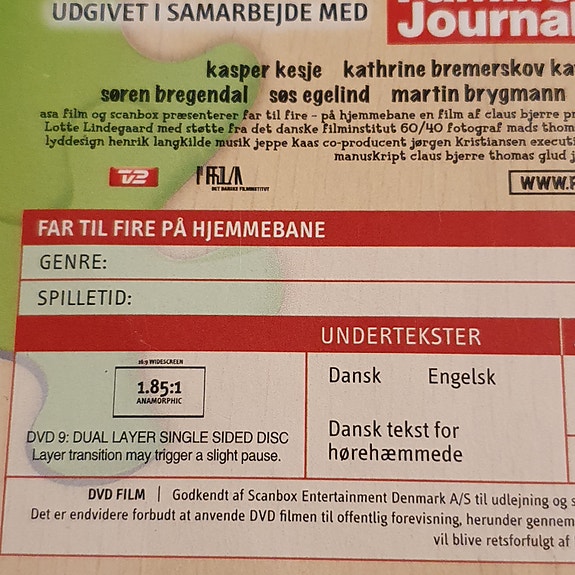 UDGIVET I SAMARBEJDE MED
Journal
kasper kesje kathrine bremerskov
søren bregendal søs egelind martin brygmann
asa film og scanbox præsenterer far til fire - på hjemmebane en film af claus bjerre
Lotte Lindegaard med støtte fra det danske filminstitut 60/40 fotograf mads
lyddesign henrik langkilde musik jeppe Kaas co-producent jørgen Kristiansen
manuskript claus bjerre thomas glud
TV2
DET DANSKE FILMINSTITUT
WWW.
FAR TIL FIRE PÅ HJEMMEBANE
GENRE:
SPILLETID:
UNDERTEKSTER
16:9 WIDESCREEN
1.85:1
ANAMORPHIC
Dansk Engelsk
DVD 9: DUAL LAYER SINGLE SIDED DISC
Layer transition may trigger a slight pause.
Dansk tekst for
hørehæmmede
DVD FILM | Godkendt af Scanbox Entertainment Denmark A/S til udlejning og
Det er endvidere forbudt at anvende DVD filmen til offentlig forevisning, herunder gennem
vil blive retsforfulgt af